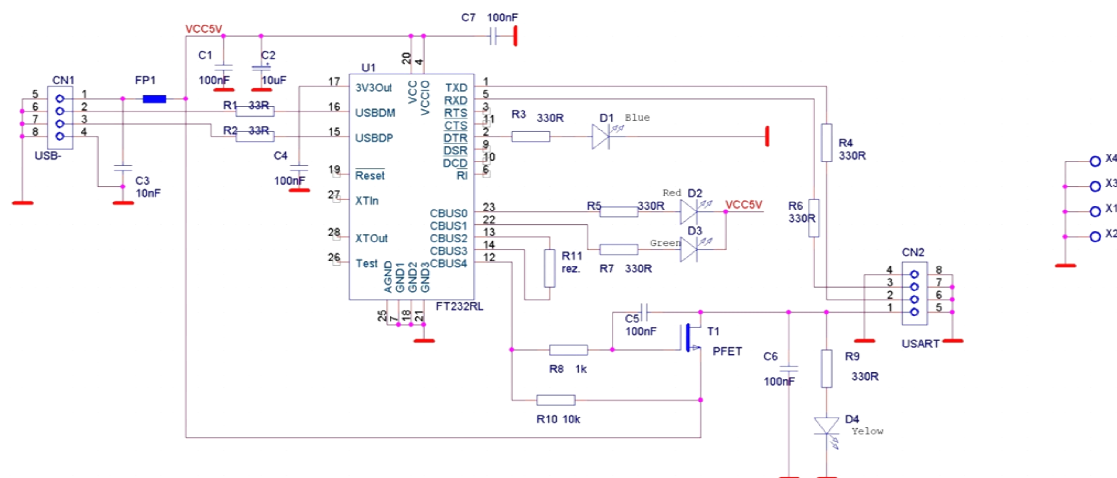 C7 100nF
VCC5V
20
4
C1
100nF
C2
10uF
U1
CN1
FP1
5 1
6 2
7 3
8 4
USB-
R1 33R
R2 33R
C3
10nF
C4
100nF
17 3V3Out
16 USBDM
15 USBDP
19 Reset
27 XTIn
28 XTOut
26 Test
VCC
VCCIO
TXD 1
RXD 5
RTS 3
CTS 11
DTR 2
DSR 9
DCD 10
RI 6
CBUS0 23
CBUS1 22
CBUS2 13
CBUS3 14
CBUS4 12
AGND
GND1
GND2
GND3
25
7
18
21
FT232RL
R3 330R
D1 Blue
R4
330R
R6
330R
Red D2
R5 330R
VCC5V
Green D3
R7 330R
R11
rez.
X4
X3
X1
X2
CN2
4 8
3 7
2 6
1 5
USART
C5
100nF
T1
PFET
R8 1k
R10 10k
C6
100nF
R9
330R
D4
Yelow